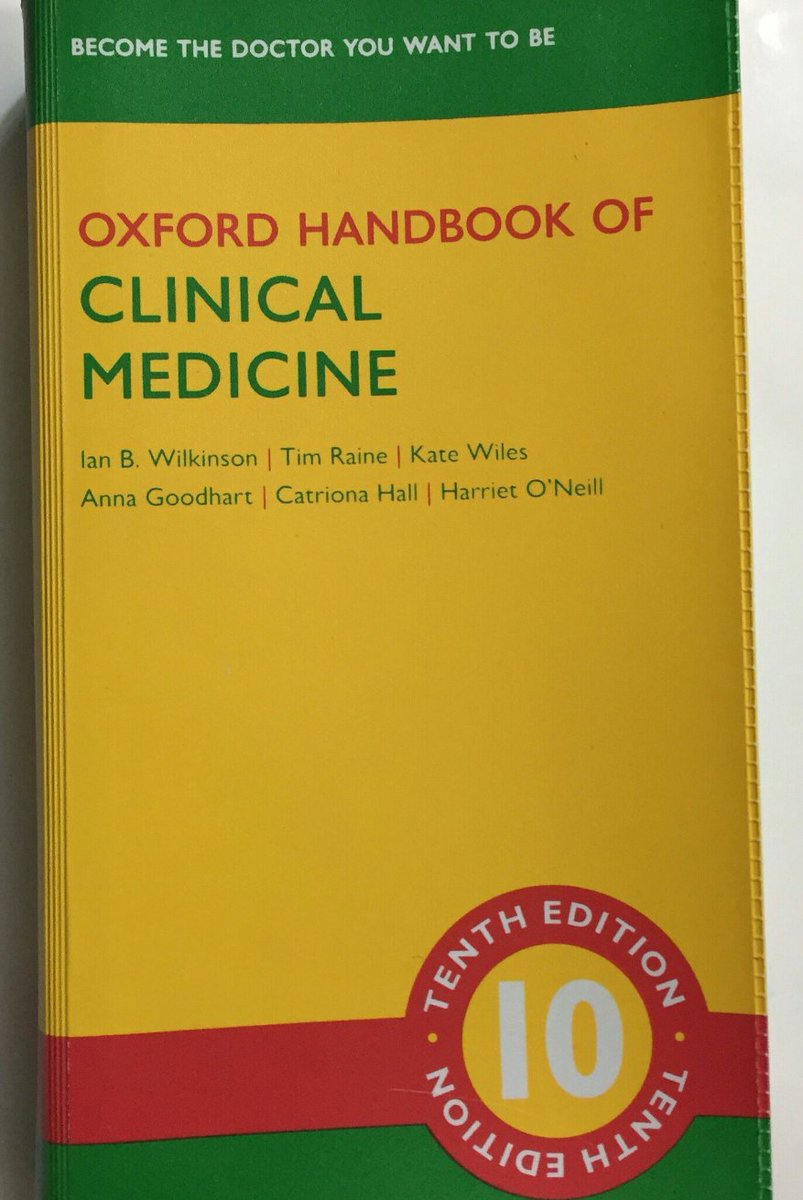 BECOME THE DOCTOR YOU WANT TO BE
OXFORD HANDBOOK OF
CLINICAL
MEDICINE
Ian B. Wilkinson | Tim Raine | Kate Wiles
Anna Goodhart | Catriona Hall | Harriet O'Neill
TENTH EDITION
10
TENTH EDITION